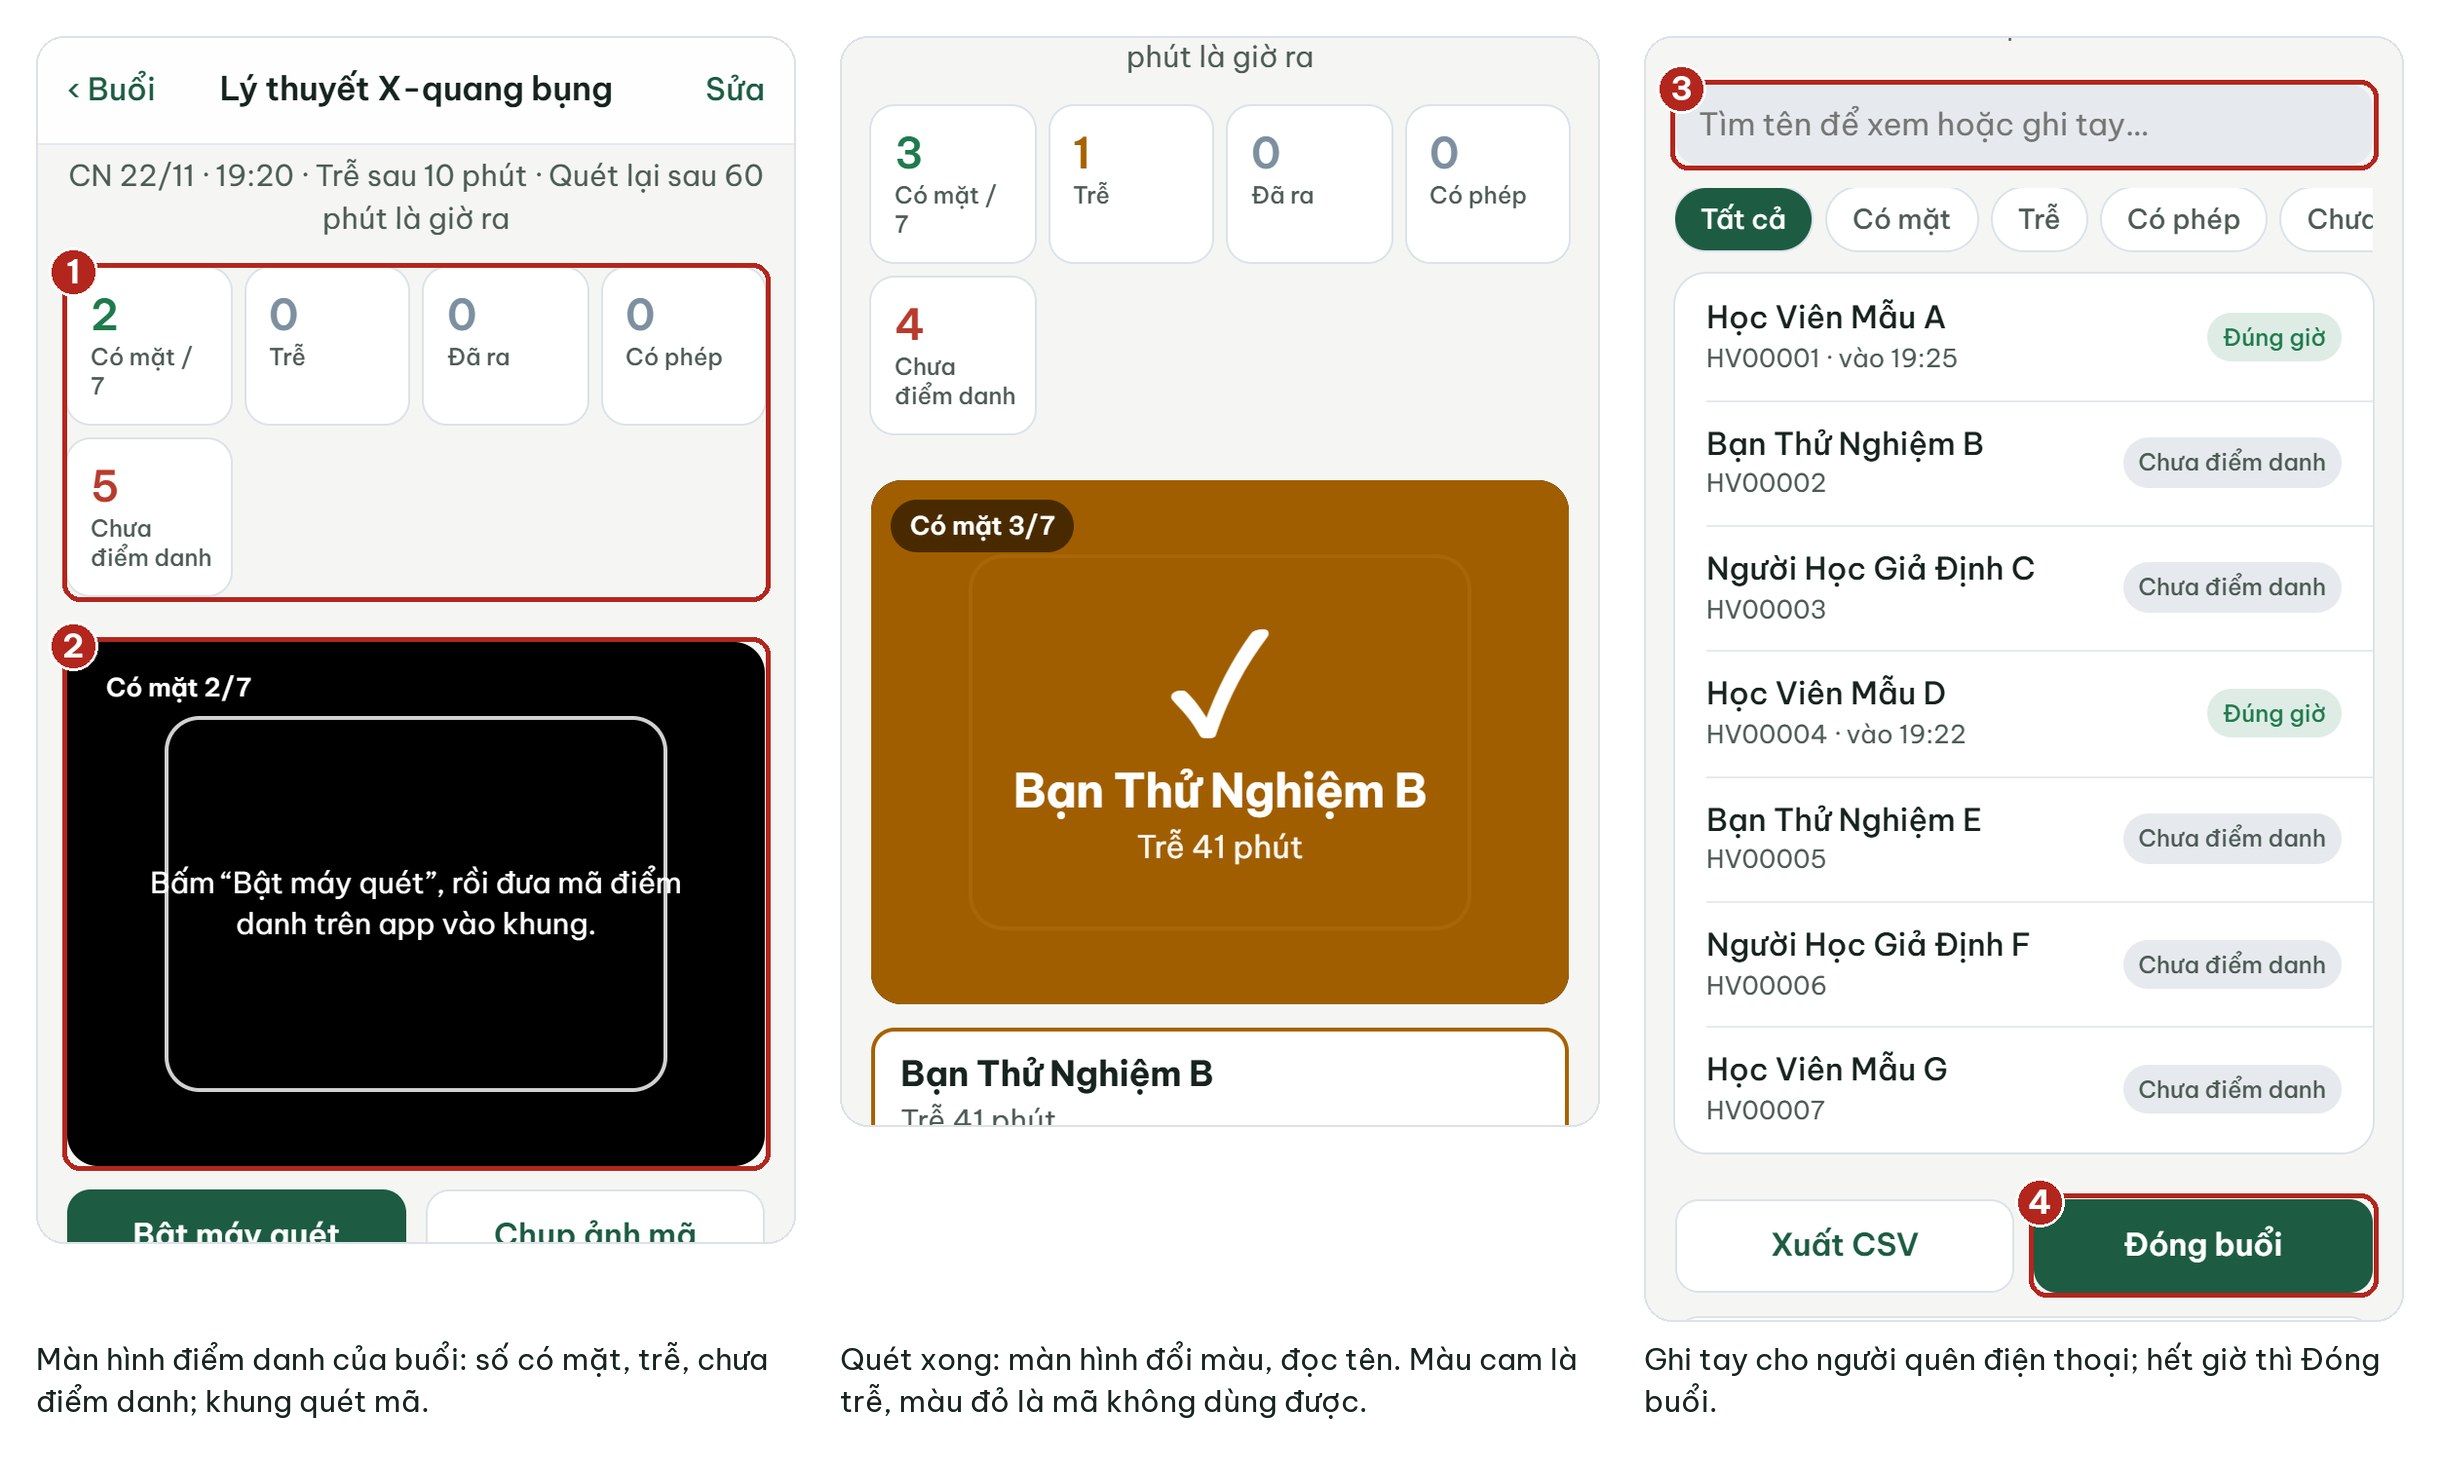 ‹ Buổi
Lý thuyết X-quang bụng
Sửa
CN 22/11 · 19:20 · Trễ sau 10 phút · Quét lại sau 60
phút là giờ ra
1
2
Có mặt /
7
0
Trễ
0
Đã ra
0
Có phép
5
Chưa
điểm danh
2
Có mặt 2/7
Bấm “Bật máy quét”, rồi đưa mã điểm
danh trên app vào khung.
Bật máy quét
Chụp ảnh mã
Màn hình điểm danh của buổi: số có mặt, trễ, chưa
điểm danh; khung quét mã.
phút là giờ ra
3
Có mặt /
7
1
Trễ
0
Đã ra
0
Có phép
4
Chưa
điểm danh
Có mặt 3/7
✓
Bạn Thử Nghiệm B
Trễ 41 phút
Bạn Thử Nghiệm B
Trễ 41 phút
Quét xong: màn hình đổi màu, đọc tên. Màu cam là
trễ, màu đỏ là mã không dùng được.
3
Tìm tên để xem hoặc ghi tay...
Tất cả
Có mặt
Trễ
Có phép
Chưa
Học Viên Mẫu A
HV00001 · vào 19:25
Đúng giờ
Bạn Thử Nghiệm B
HV00002
Chưa điểm danh
Người Học Giả Định C
HV00003
Chưa điểm danh
Học Viên Mẫu D
HV00004 · vào 19:22
Đúng giờ
Bạn Thử Nghiệm E
HV00005
Chưa điểm danh
Người Học Giả Định F
HV00006
Chưa điểm danh
Học Viên Mẫu G
HV00007
Chưa điểm danh
Xuất CSV
4
Đóng buổi
Ghi tay cho người quên điện thoại; hết giờ thì Đóng
buổi.